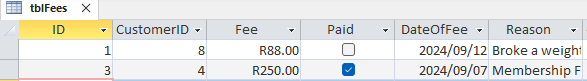 tblFees
ID CustomerID Fee Paid DateOfFee Reason
1 8 R88.00 2024/09/12 Broke a weight
3 4 R250.00 2024/09/07 Membership F